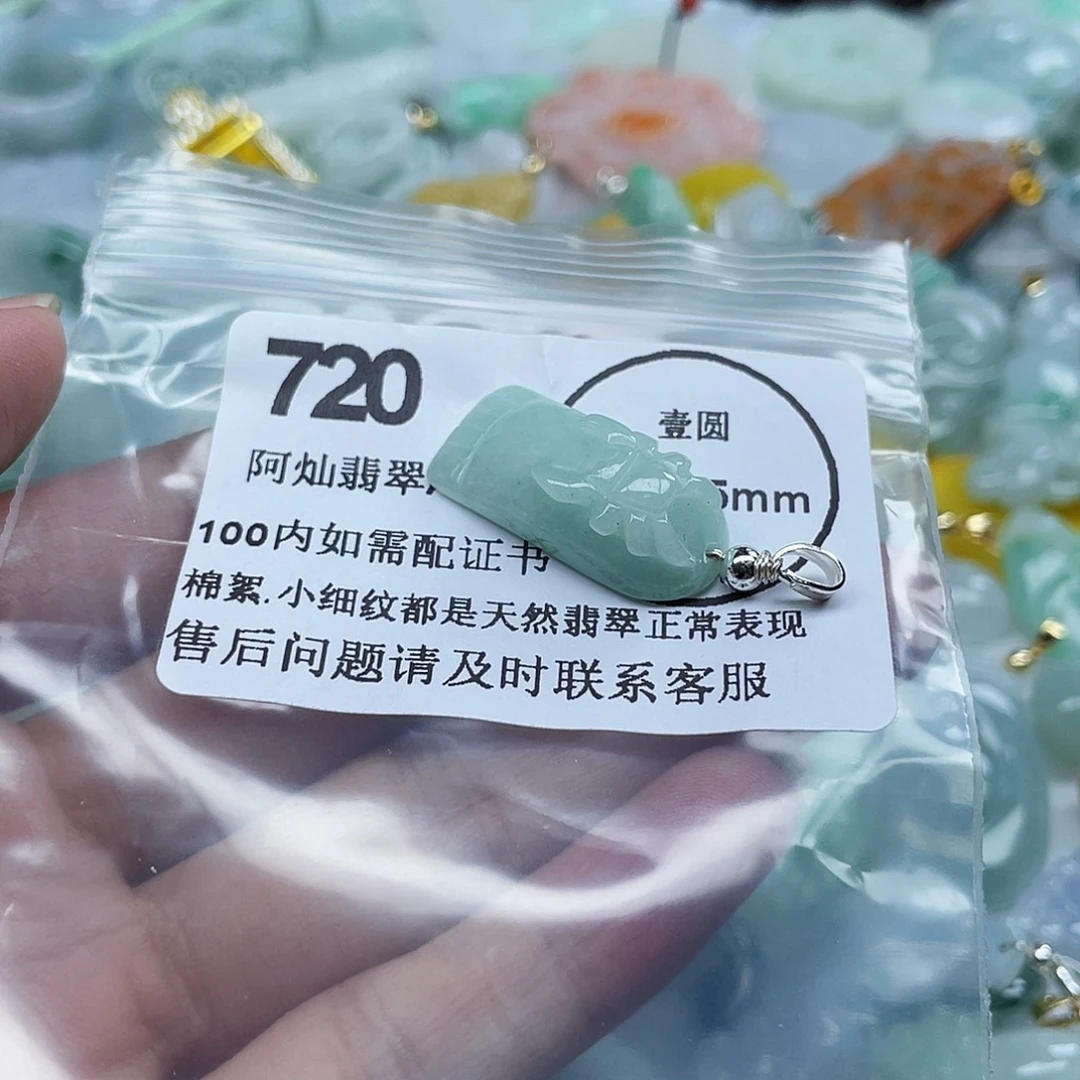 720
壹圆
阿灿翡翠
5mm
100内如需配证书
棉絮.小细纹都是天然翡翠正常表现
售后问题请及时联系客服